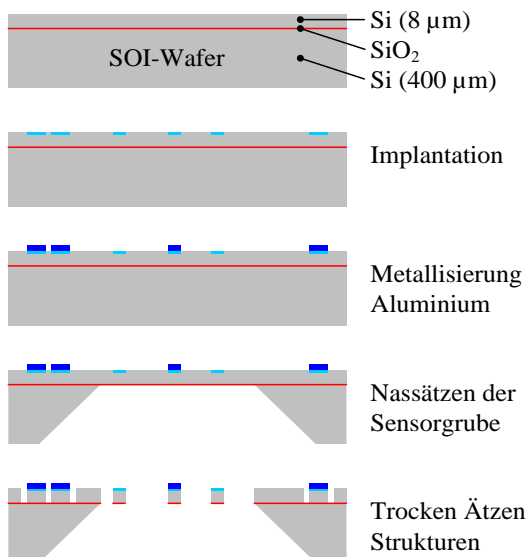 Si (8 µm)
SiO₂
SOI-Wafer
Si (400 µm)
Implantation
Metallisierung
Aluminium
Nassätzen der
Sensorgrube
Trocken Ätzen
Strukturen